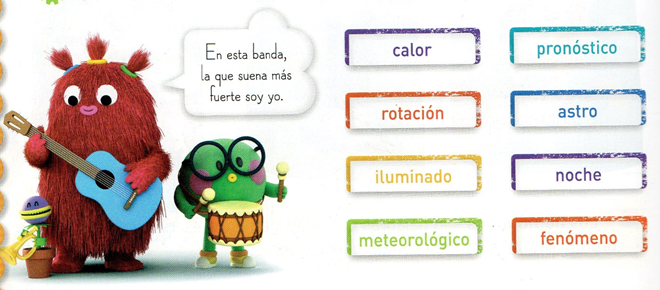 En esta banda,
la que suena más
fuerte soy yo.
calor
pronóstico
rotación
astro
iluminado
noche
meteorológico
fenómeno